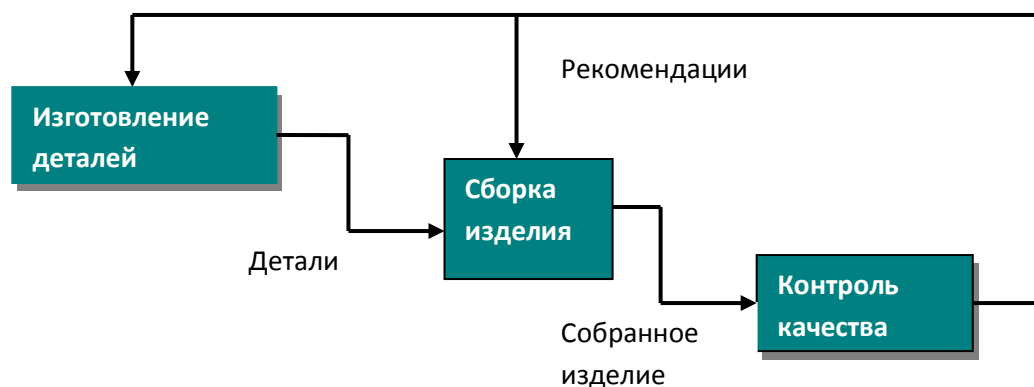 Рекомендации
Изготовление
деталей
Сборка
изделия
Детали
Контроль
качества
Собранное
изделие